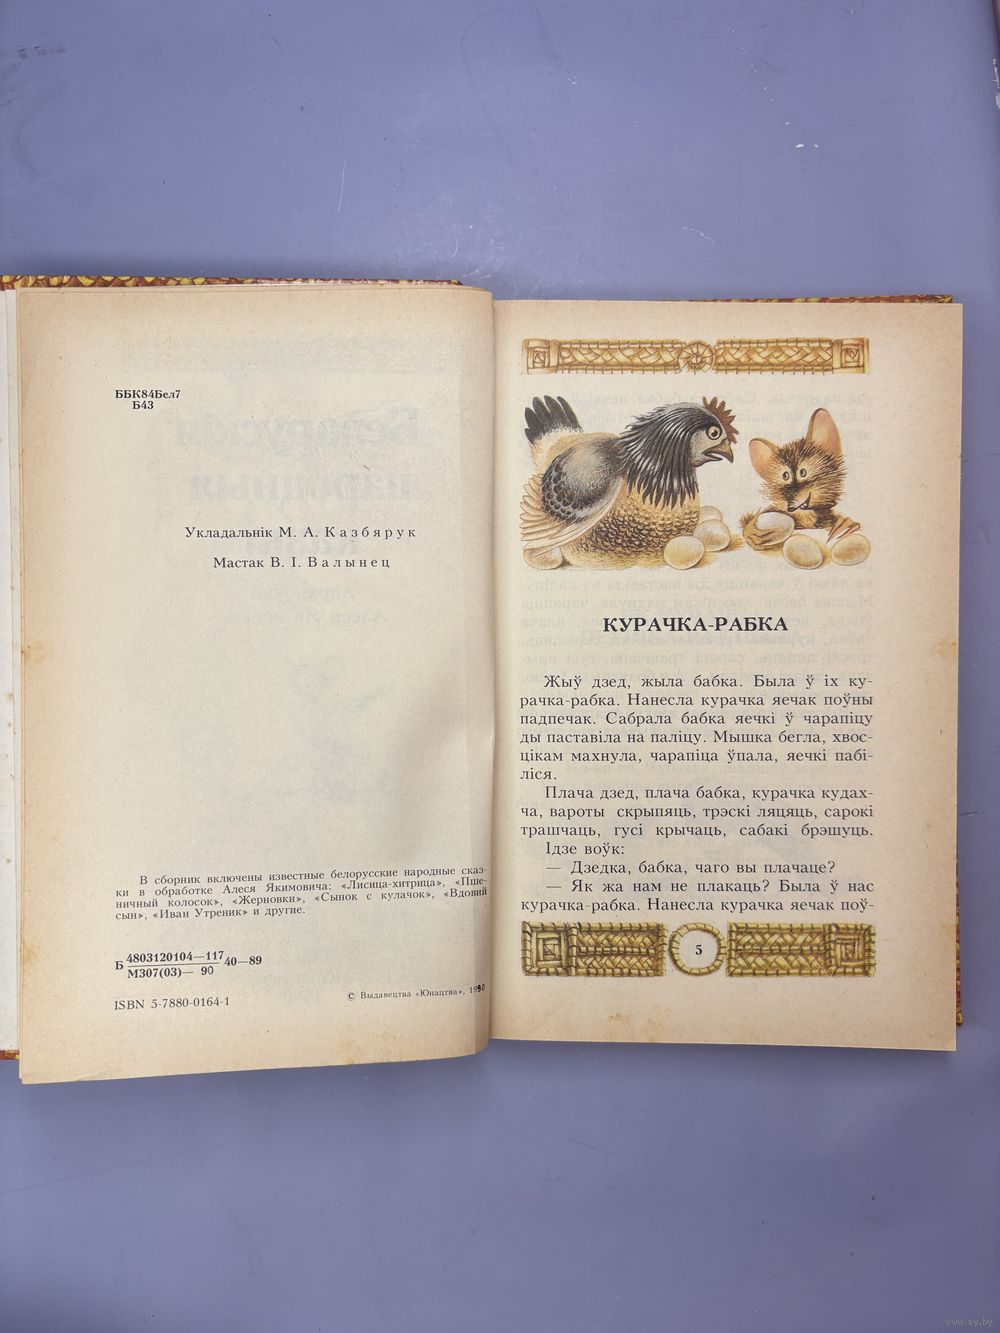 ББК84Бел7
Б43
Укладальнік М. А. Казбярук
Мастак В. І. Валынец
В сборник включены известные белорусские народные сказ-
ки в обработке Алеся Якимовича: «Лисица-хитрица», «Пше-
ничный колосок», «Жерновки», «Сынок с кулачок», «Вдовий
сын», «Иван Утреник» и другие.
Б 4803120104—117 40—89
М307(03)— 90
ISBN 5-7880-0164-1
© Выдавецтва «Юнацтва», 1990
КУРАЧКА-РАБКА
Жыў дзед, жыла бабка. Была ў іх ку-
рачка-рабка. Нанесла курачка яечак поўны
падпечак. Сабрала бабка яечкі ў чарапіцу
ды паставіла на паліцу. Мышка бегла, хвос-
цікам махнула, чарапіца ўпала, яечкі пабі-
ліся.
Плача дзед, плача бабка, курачка кудах-
ча, вароты скрыпяць, трэскі ляцяць, сарокі
трашчаць, гусі крычаць, сабакі брэшуць.
Ідзе воўк:
— Дзедка, бабка, чаго вы плачаце?
— Як жа нам не плакаць? Была ў нас
курачка-рабка. Нанесла курачка яечак поў-
5
www.ay.by